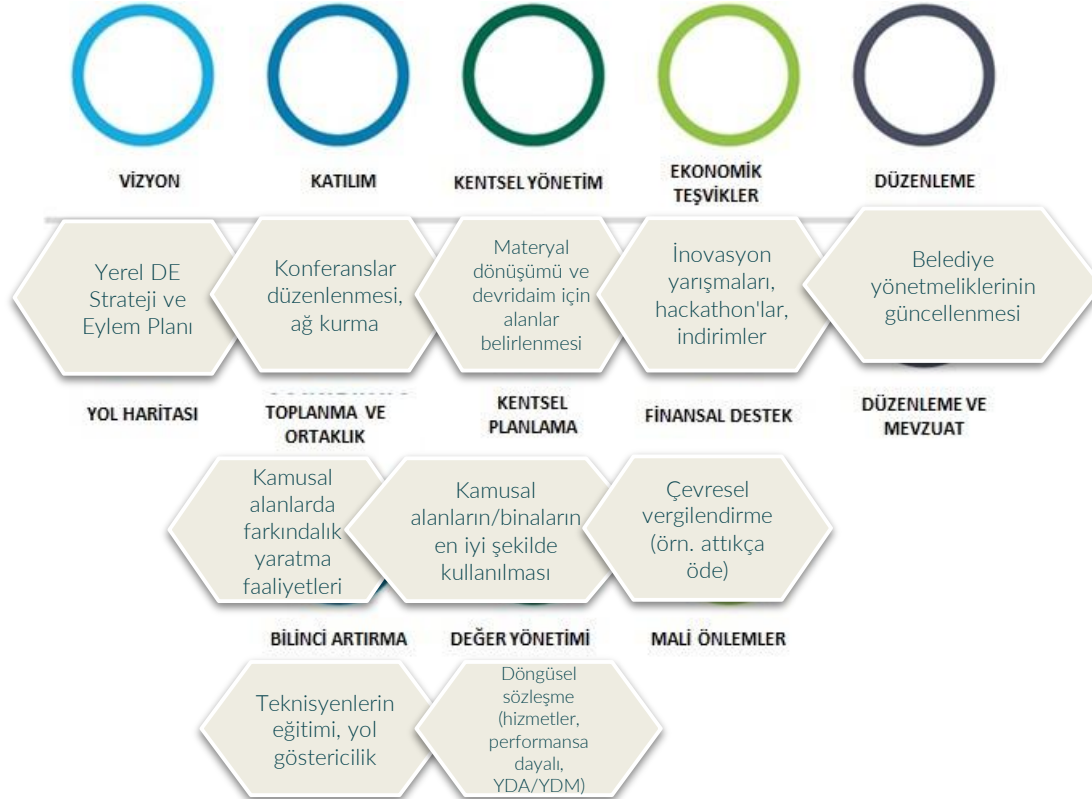 VİZYON
KATILIM
KENTSEL YÖNETİM
EKONOMİK
TEŞVİKLER
DÜZENLEME
Yerel DE
Strateji ve
Eylem Planı
Konferanslar
düzenlenmesi,
ağ kurma
Materyal
dönüşümü ve
devridaim için
alanlar
belirlenmesi
İnovasyon
yarışmaları,
hackathon'lar,
indirimler
Belediye
yönetmeliklerinin
güncellenmesi
YOL HARİTASI
TOPLANMA VE
ORTAKLIK
KENTSEL
PLANLAMA
FİNANSAL DESTEK
DÜZENLEME VE
MEVZUAT
Kamusal
alanlarda
farkındalık
yaratma
faaliyetleri
Kamusal
alanların/binaların
en iyi şekilde
kullanılması
Çevresel
vergilendirme
(örn. attıkça
öde)
BİLİNCİ ARTIRMA
DEĞER YÖNETİMİ
MALİ ÖNLEMLER
Teknisyenlerin
eğitimi, yol
göstericilik
Döngüsel
sözleşme
(hizmetler,
performansa
dayalı,
YDA/YDM)